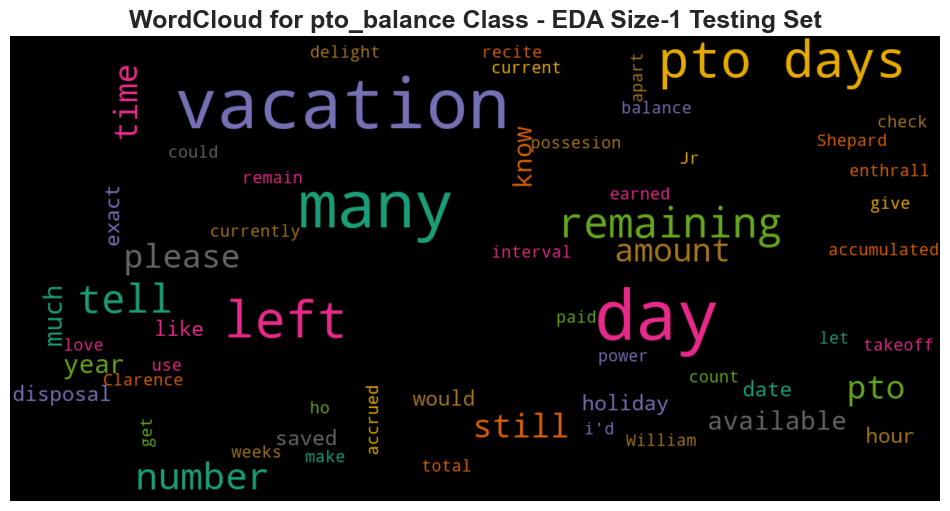 WordCloud for pto_balance Class - EDA Size-1 Testing Set
delight
recite
current
pto days
time
vacation
apart
balance
check
could
know
possesion
Jr
Shepard
enthrall
remain
many
earned
give
exact
currently
remaining
please
interval
amount
accumulated
much
tell
left
day
like
paid
let
takeoff
love
year
use
power
Clarence
count
disposal
date
pto
would
holiday
ho
accrued
still
i'd
available
get
saved
William
hour
weeks
make
total
number